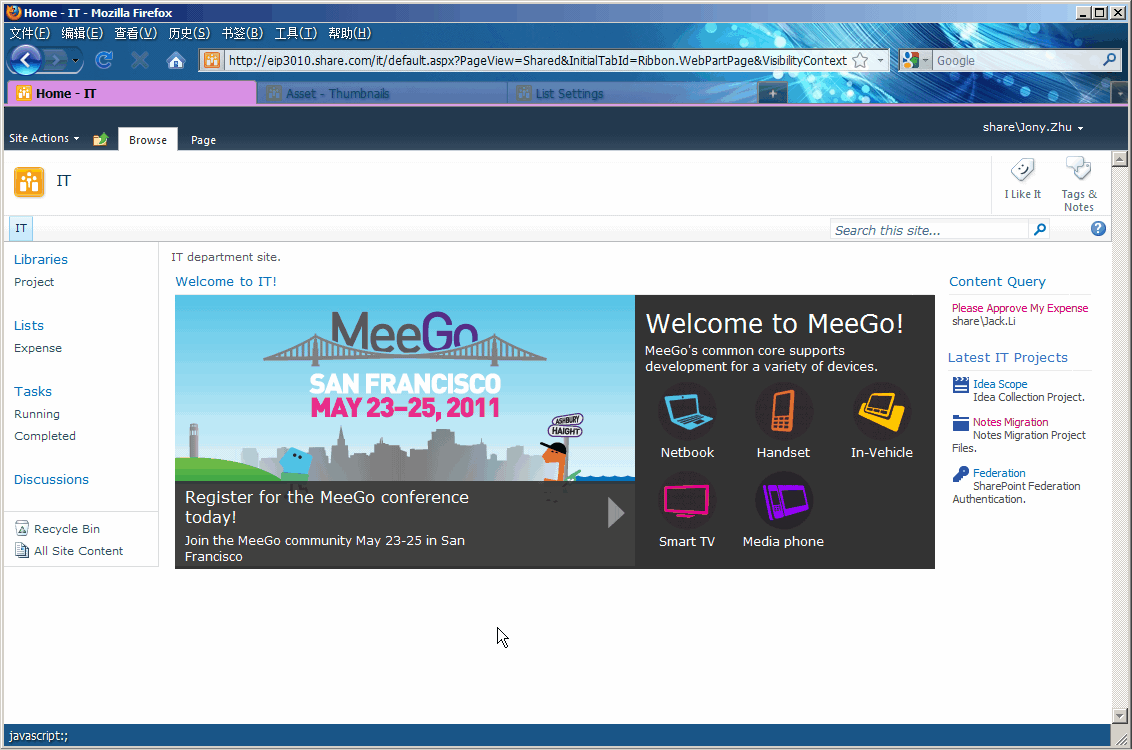 Home - IT - Mozilla Firefox
文件(F) 编辑(E) 查看(V) 历史(S) 书签(B) 工具(T) 帮助(H)
http://eip3010.share.com/it/default.aspx?PageView=Shared&InitialTabId=Ribbon.WebPartPage&VisibilityContext
Google
Home - IT
Asset - Thumbnails
List Settings
share\Jony.Zhu
Site Actions
Browse
Page
IT
I Like It
Tags &
Notes
IT
Search this site...
Libraries
Project
Lists
Expense
Tasks
Running
Completed
Discussions
Recycle Bin
All Site Content
IT department site.
Welcome to IT!
MeeGo
SAN FRANCISCO
MAY 23–25, 2011
ASHBURY
HAIGHT
Register for the MeeGo conference
today!
Join the MeeGo community May 23-25 in San
Francisco
Welcome to MeeGo!
MeeGo's common core supports
development for a variety of devices.
Netbook
Handset
In-Vehicle
Smart TV
Media phone
Content Query
Please Approve My Expense
share\Jack.Li
Latest IT Projects
Idea Scope
Idea Collection Project.
Notes Migration
Notes Migration Project
Files.
Federation
SharePoint Federation
Authentication.
javascript:;